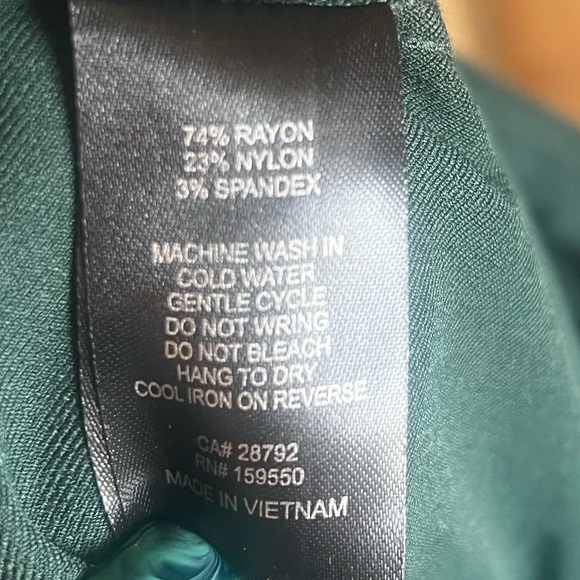 74% RAYON
23% NYLON
3% SPANDEX
MACHINE WASH IN
COLD WATER
GENTLE CYCLE
DO NOT WRING
DO NOT BLEACH
HANG TO DRY
COOL IRON ON REVERSE
CA# 28792
RN# 159550
MADE IN VIETNAM